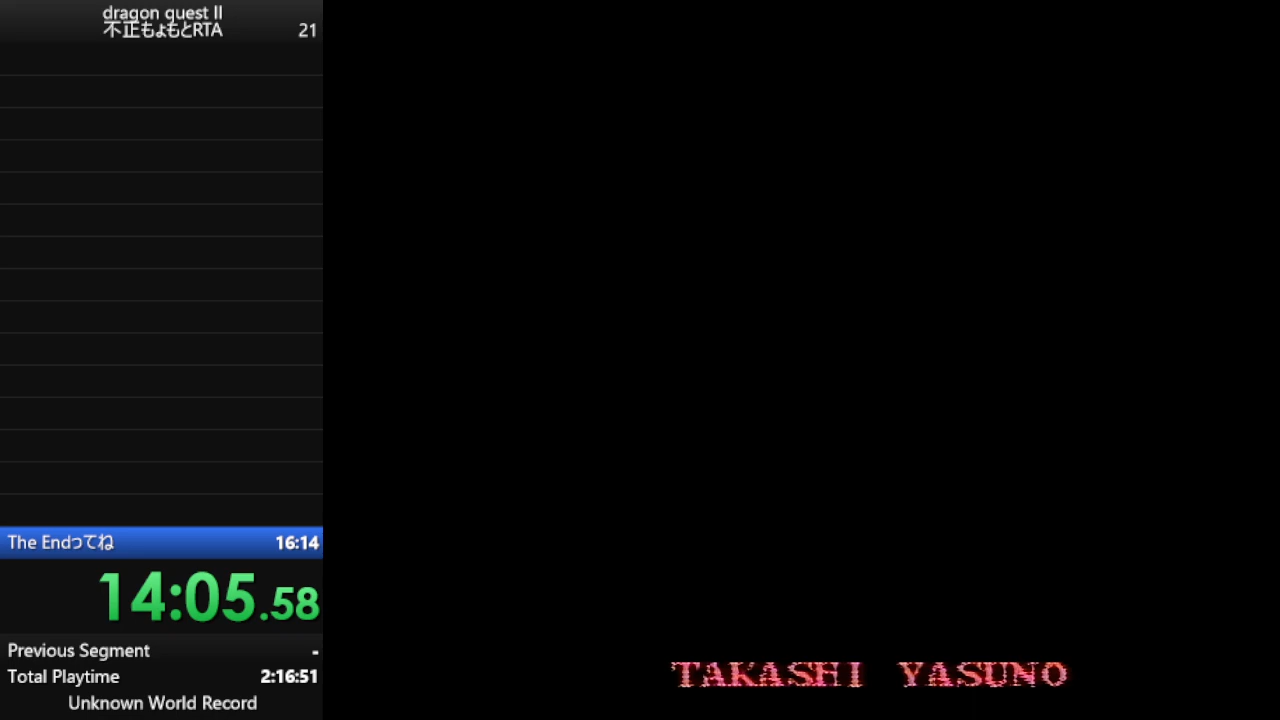 dragon quest II
不正もょもとRTA
21
The Endってね 16:14
14:05.58
Previous Segment -
Total Playtime 2:16:51
Unknown World Record
TAKASHI YASUNO